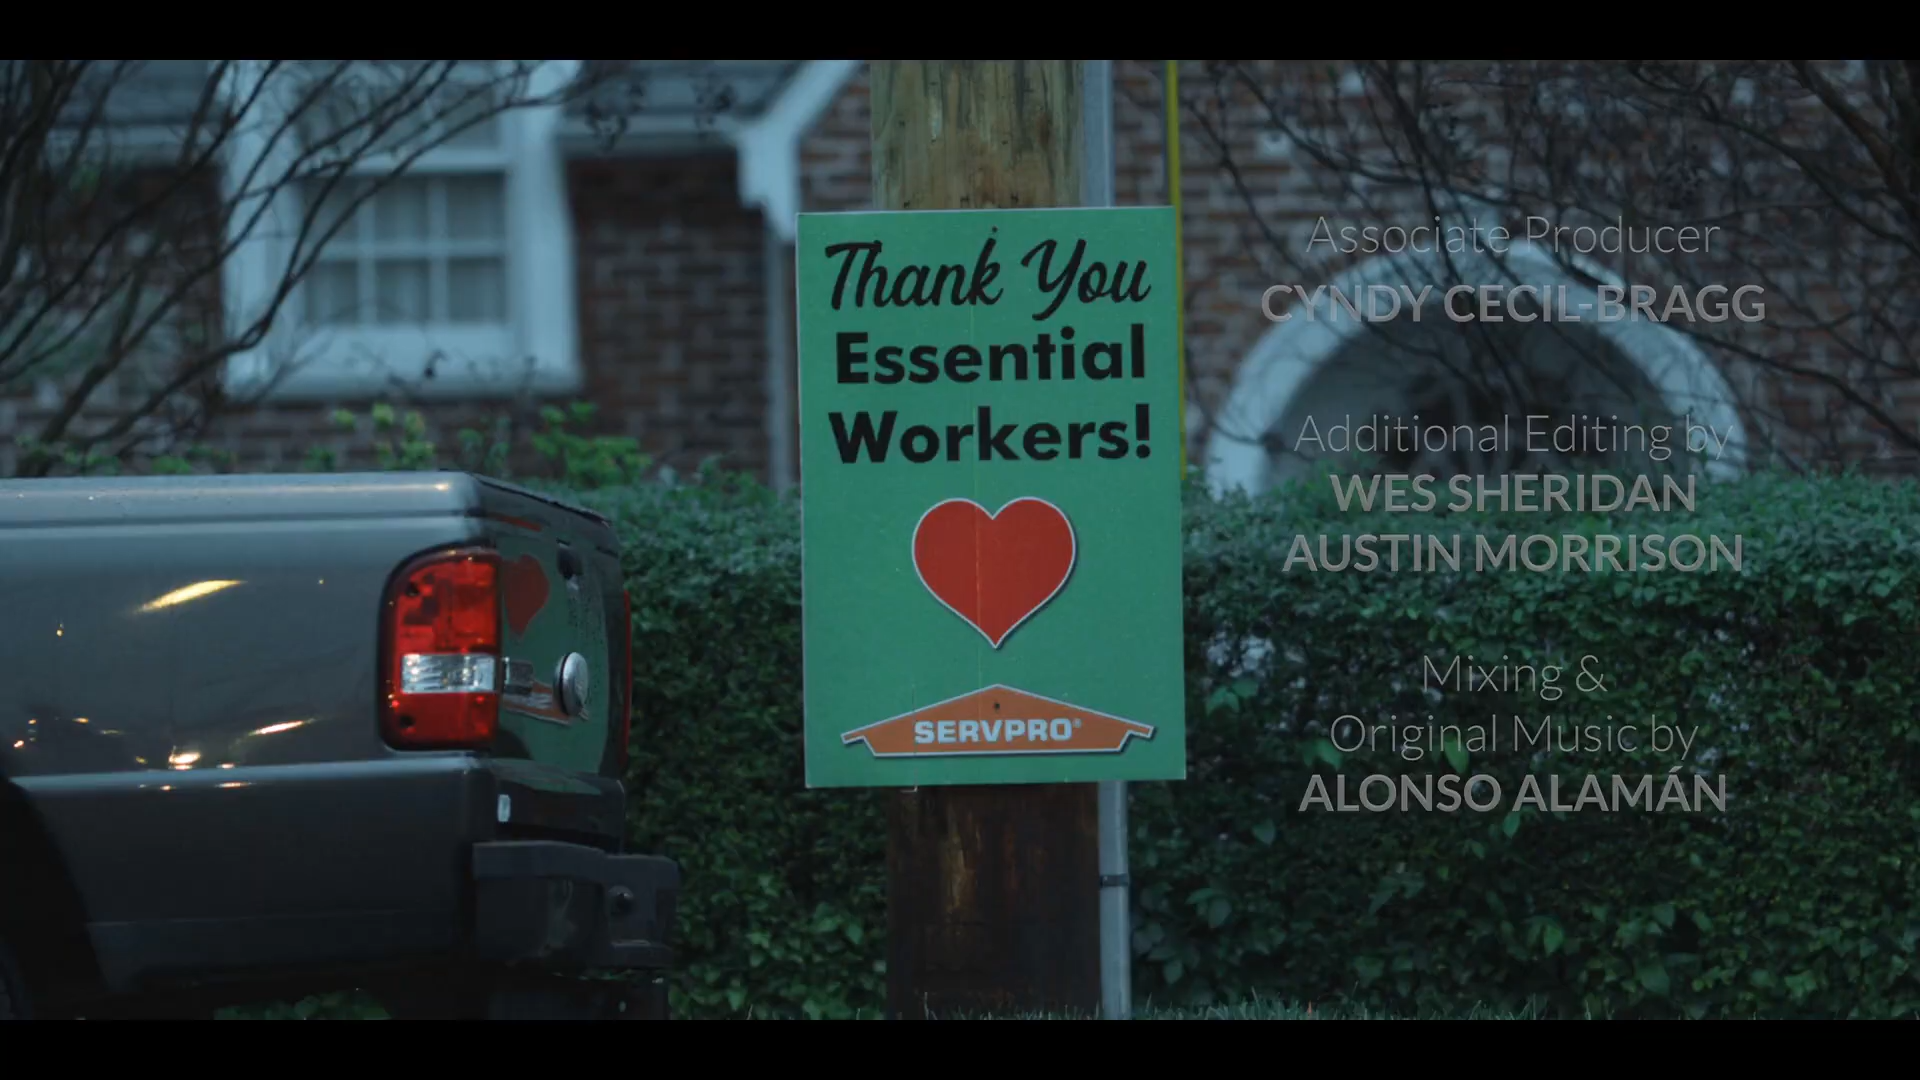 Thank You
Essential
Workers!
SERVPRO®
Associate Producer
CYNDY CECIL-BRAGG
Additional Editing by
WES SHERIDAN
AUSTIN MORRISON
Mixing &
Original Music by
ALONSO ALAMÁN